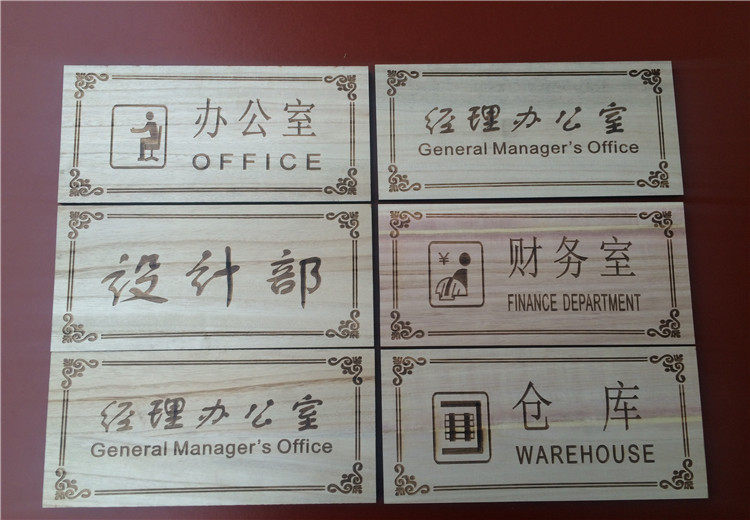 办公室
OFFICE
经理办公室
General Manager's Office
设计部
¥
财务室
FINANCE DEPARTMENT
经理办公室
General Manager's Office
仓库
WAREHOUSE